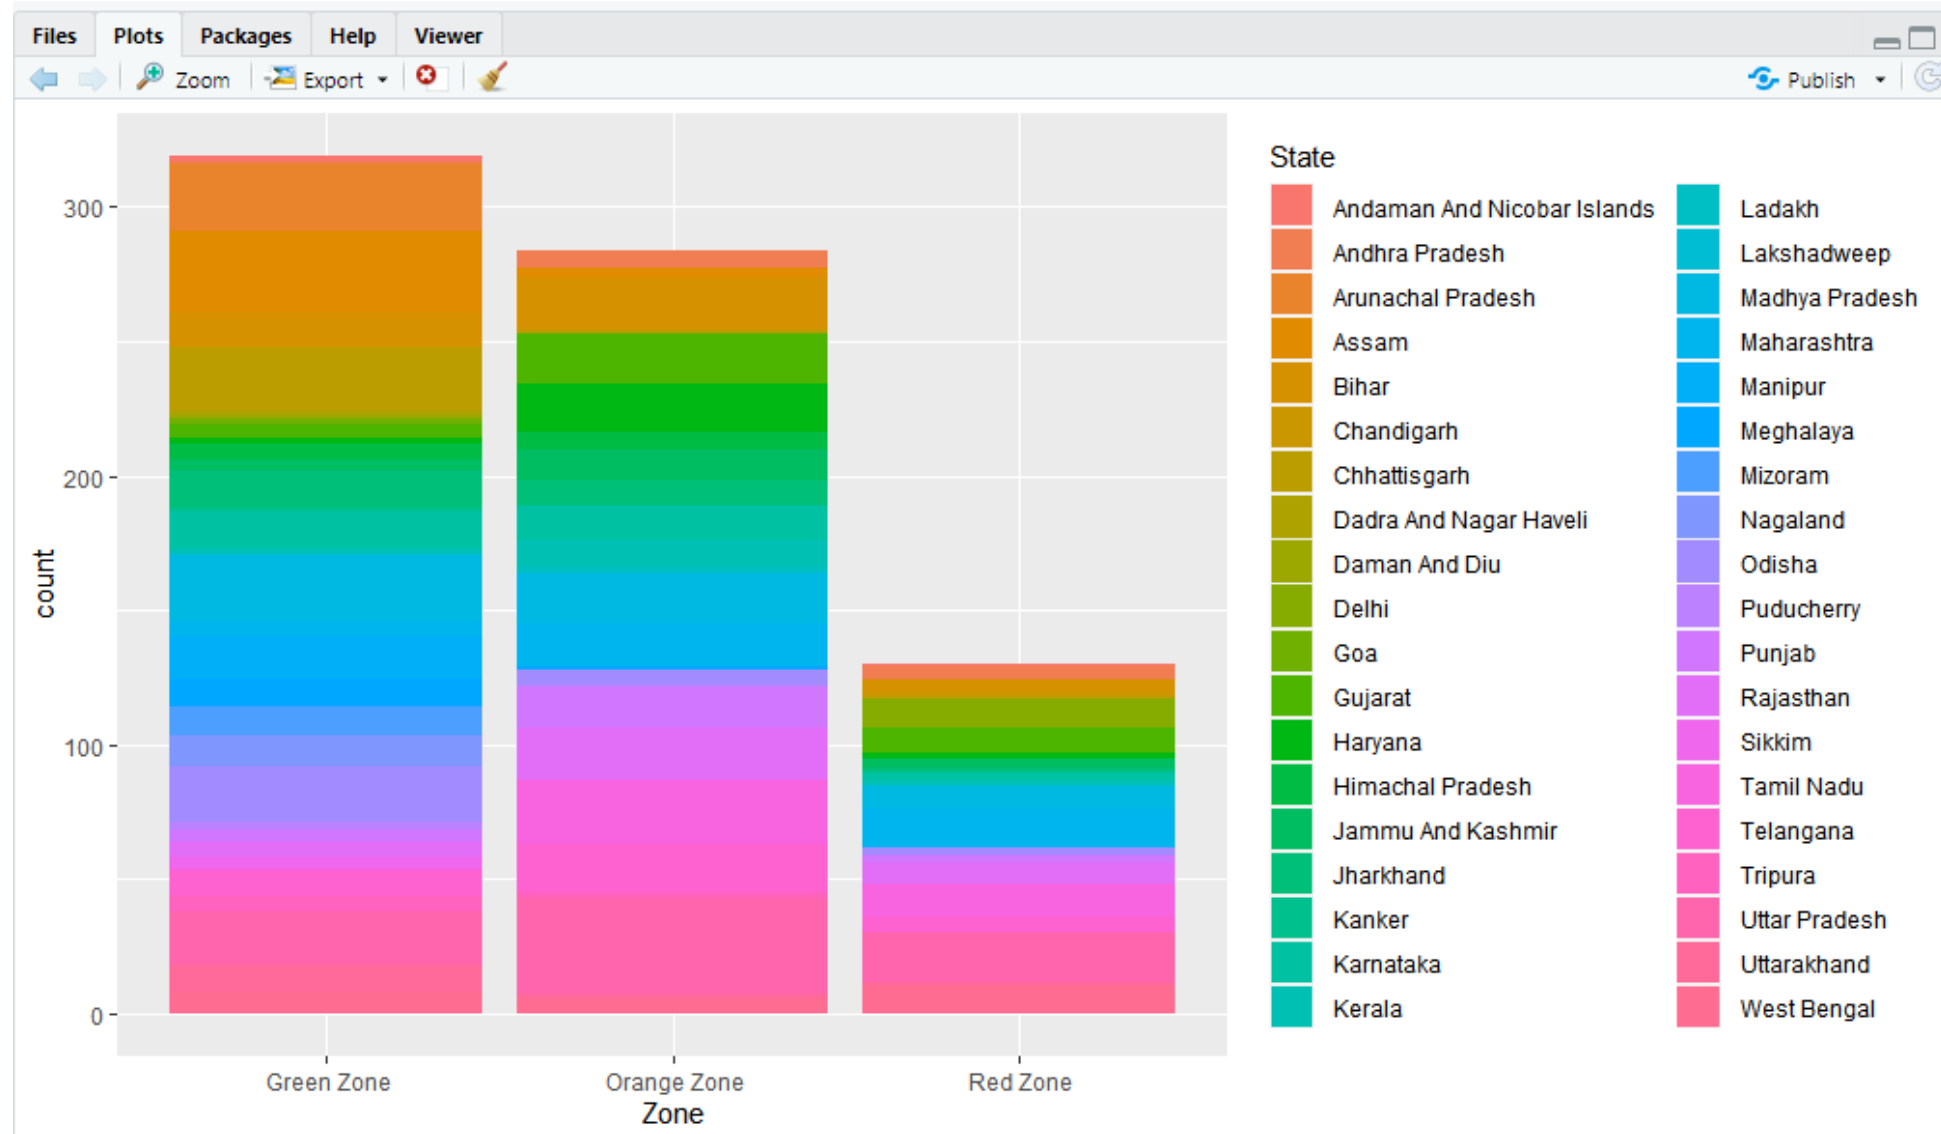 Files Plots Packages Help Viewer
Zoom Export Publish
300
200
100
0
count
Green Zone Orange Zone Red Zone
Zone
State
Andaman And Nicobar Islands
Andhra Pradesh
Arunachal Pradesh
Assam
Bihar
Chandigarh
Chhattisgarh
Dadra And Nagar Haveli
Daman And Diu
Delhi
Goa
Gujarat
Haryana
Himachal Pradesh
Jammu And Kashmir
Jharkhand
Kanker
Karnataka
Kerala
Ladakh
Lakshadweep
Madhya Pradesh
Maharashtra
Manipur
Meghalaya
Mizoram
Nagaland
Odisha
Puducherry
Punjab
Rajasthan
Sikkim
Tamil Nadu
Telangana
Tripura
Uttar Pradesh
Uttarakhand
West Bengal